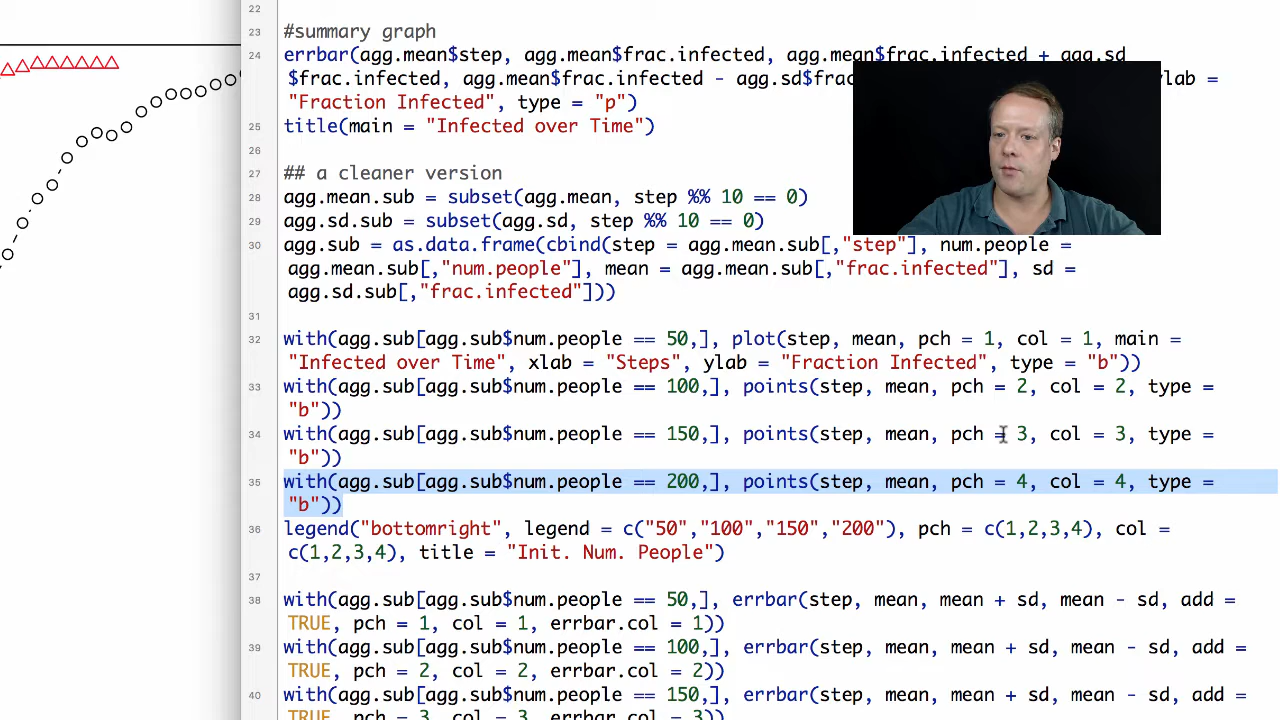 22
23 #summary graph
24 errbar(agg.mean$step, agg.mean$frac.infected, agg.mean$frac.infected + agg.sd
$frac.infected, agg.mean$frac.infected - agg.sd$frac ylab =
"Fraction Infected", type = "p")
25 title(main = "Infected over Time")
26
27 ## a cleaner version
28 agg.mean.sub = subset(agg.mean, step %% 10 == 0)
29 agg.sd.sub = subset(agg.sd, step %% 10 == 0)
30 agg.sub = as.data.frame(cbind(step = agg.mean.sub[,"step"], num.people =
agg.mean.sub[,"num.people"], mean = agg.mean.sub[,"frac.infected"], sd =
agg.sd.sub[,"frac.infected"]))
31
32 with(agg.sub[agg.sub$num.people == 50,], plot(step, mean, pch = 1, col = 1, main =
"Infected over Time", xlab = "Steps", ylab = "Fraction Infected", type = "b"))
33 with(agg.sub[agg.sub$num.people == 100,], points(step, mean, pch = 2, col = 2, type =
"b"))
34 with(agg.sub[agg.sub$num.people == 150,], points(step, mean, pch = 3, col = 3, type =
"b"))
35 with(agg.sub[agg.sub$num.people == 200,], points(step, mean, pch = 4, col = 4, type =
"b"))
36 legend("bottomright", legend = c("50","100","150","200"), pch = c(1,2,3,4), col =
c(1,2,3,4), title = "Init. Num. People")
37
38 with(agg.sub[agg.sub$num.people == 50,], errbar(step, mean, mean + sd, mean - sd, add =
TRUE, pch = 1, col = 1, errbar.col = 1))
39 with(agg.sub[agg.sub$num.people == 100,], errbar(step, mean, mean + sd, mean - sd, add =
TRUE, pch = 2, col = 2, errbar.col = 2))
40 with(agg.sub[agg.sub$num.people == 150,], errbar(step, mean, mean + sd, mean - sd, add =
TRUE, pch = 3, col = 3, errbar.col = 3))